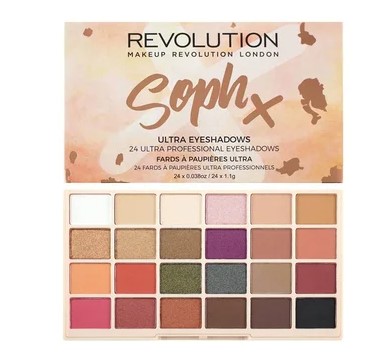 REVOLUTION
MAKEUP REVOLUTION LONDON
Soph x
ULTRA EYESHADOWS
24 ULTRA PROFESSIONAL EYESHADOWS
FARDS À PAUPIÈRES ULTRA
24 FARDS À PAUPIÈRES ULTRA PROFESSIONNELS
24 x 0.038oz / 24 x 1.1g